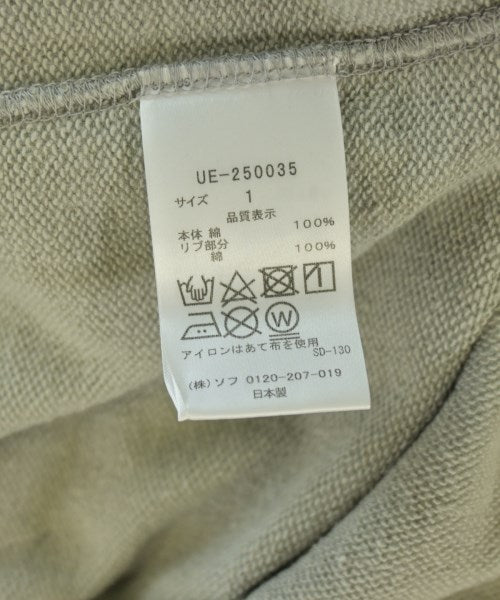 UE-250035
サイズ 1
品質表示
本体 綿 100%
リブ部分
綿 100%
W
アイロンはあて布を使用
SD-130
(株)ソフ 0120-207-019
日本製